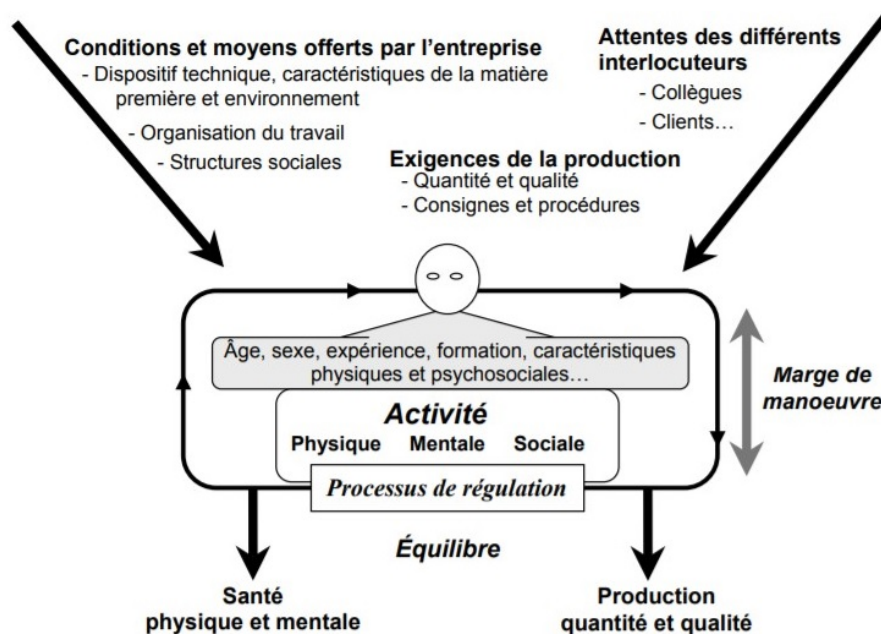 Conditions et moyens offerts par l’entreprise
- Dispositif technique, caractéristiques de la matière
première et environnement
- Organisation du travail
- Structures sociales
Attentes des différents
interlocuteurs
- Collègues
- Clients…
Exigences de la production
- Quantité et qualité
- Consignes et procédures
Âge, sexe, expérience, formation, caractéristiques
physiques et psychosociales…
Activité
Physique Mentale Sociale
Processus de régulation
Marge de
manoeuvre
Équilibre
Santé
physique et mentale
Production
quantité et qualité